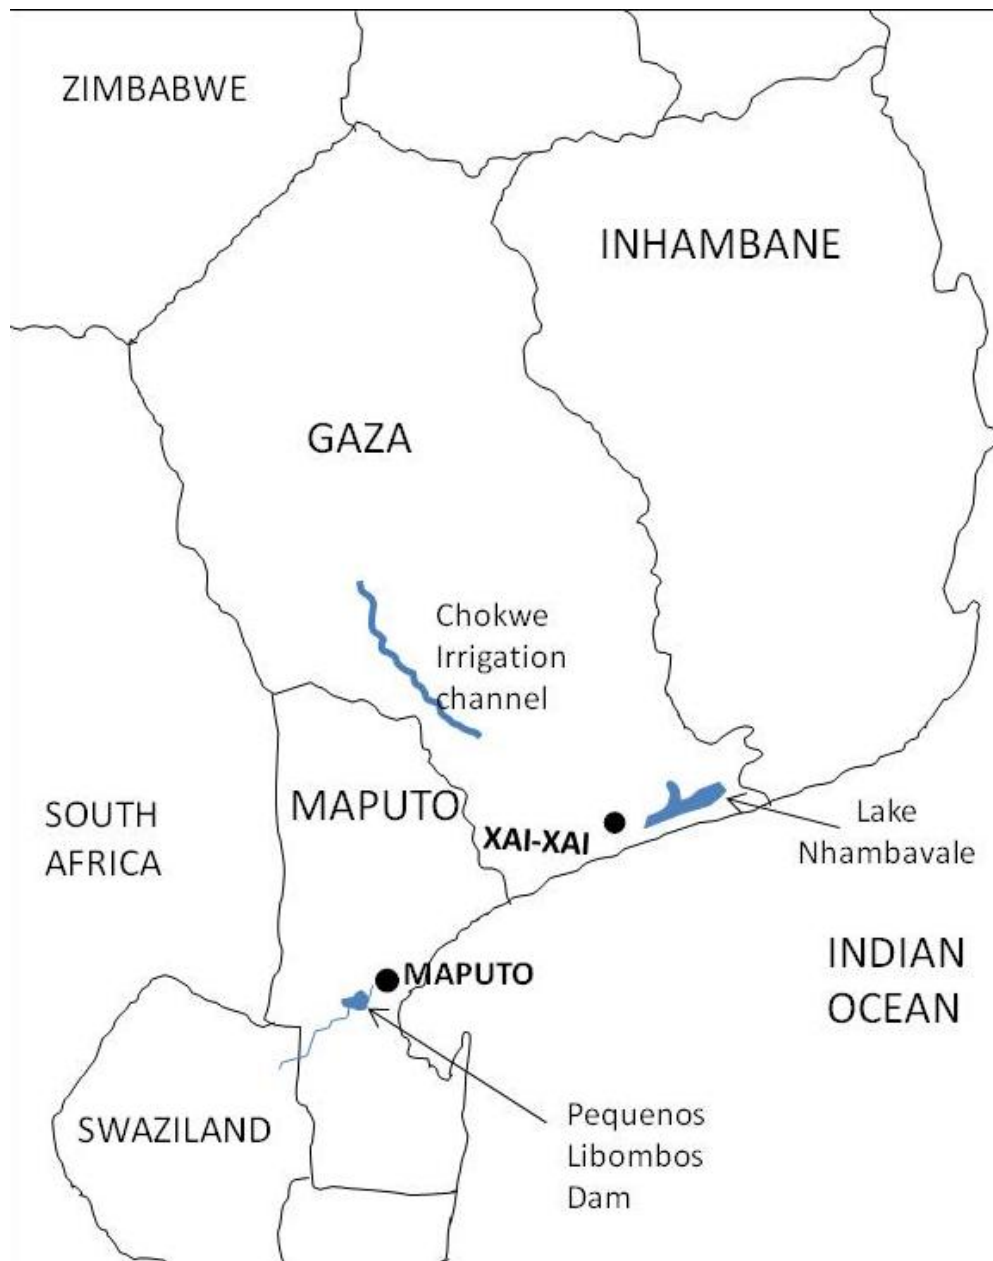 ZIMBABWE
INHAMBANE
GAZA
Chokwe
Irrigation
channel
SOUTH
AFRICA
MAPUTO
XAI-XAI
Lake
Nhambavale
MAPUTO
INDIAN
OCEAN
SWAZILAND
Pequenos
Libombos
Dam